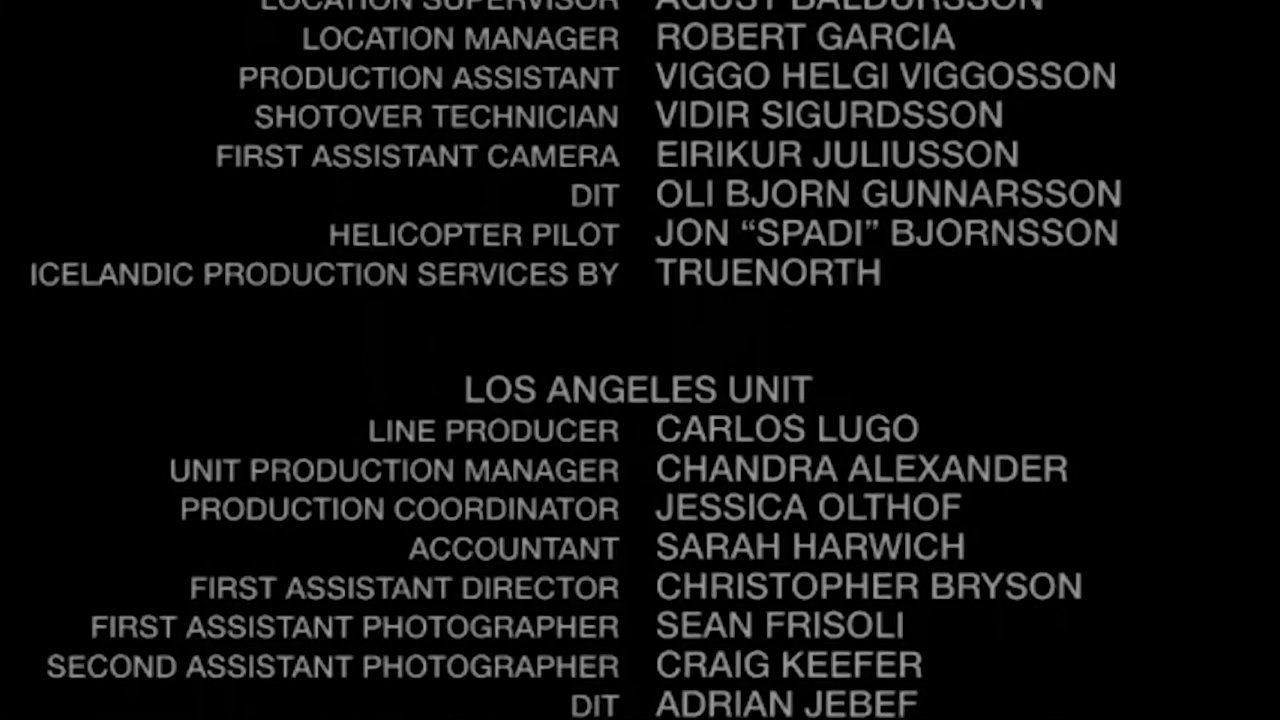 LOCATION SUPERVISOR AGUST BALDURSSON
LOCATION MANAGER ROBERT GARCIA
PRODUCTION ASSISTANT VIGGO HELGI VIGGOSSON
SHOTOVER TECHNICIAN VIDIR SIGURDSSON
FIRST ASSISTANT CAMERA EIRIKUR JULIUSSON
DIT OLI BJORN GUNNARSSON
HELICOPTER PILOT JON “SPADI” BJORNSSON
ICELANDIC PRODUCTION SERVICES BY TRUENORTH
LOS ANGELES UNIT
LINE PRODUCER CARLOS LUGO
UNIT PRODUCTION MANAGER CHANDRA ALEXANDER
PRODUCTION COORDINATOR JESSICA OLTHOF
ACCOUNTANT SARAH HARWICH
FIRST ASSISTANT DIRECTOR CHRISTOPHER BRYSON
FIRST ASSISTANT PHOTOGRAPHER SEAN FRISOLI
SECOND ASSISTANT PHOTOGRAPHER CRAIG KEEFER
DIT ADRIAN JEBEF